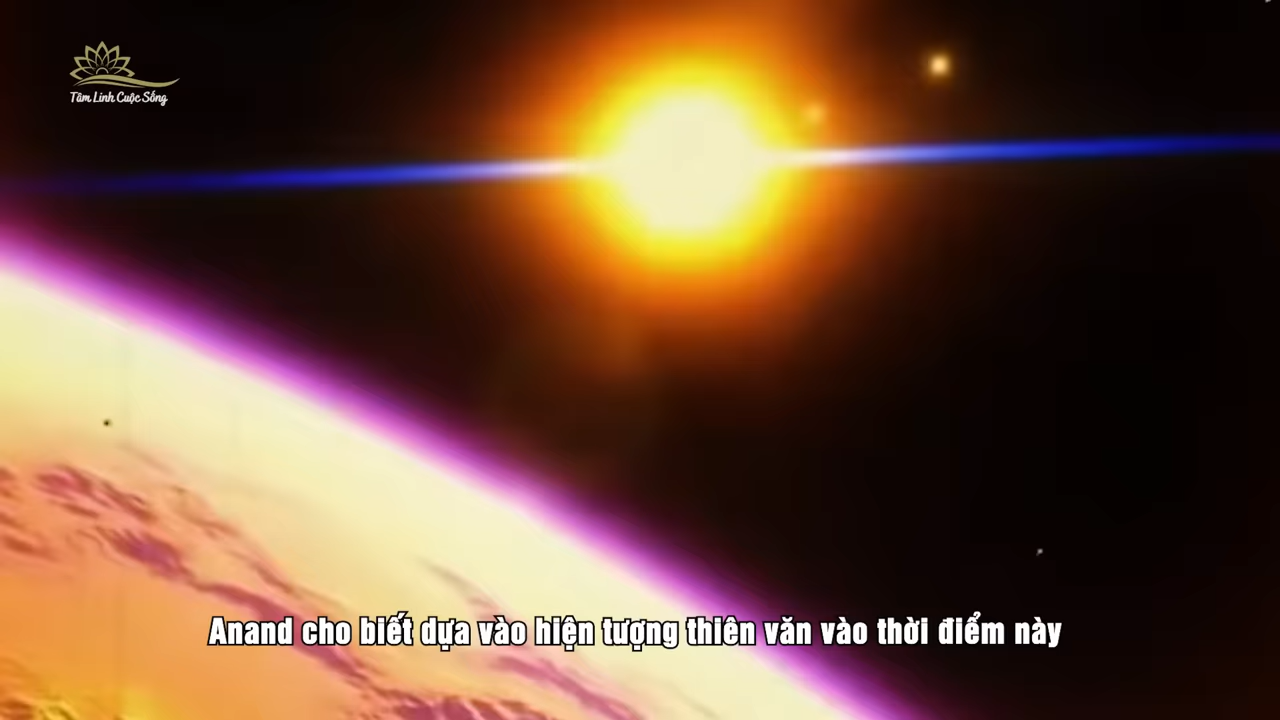 Tâm Linh Cuộc Sống
Anand cho biết dựa vào hiện tượng thiên văn vào thời điểm này